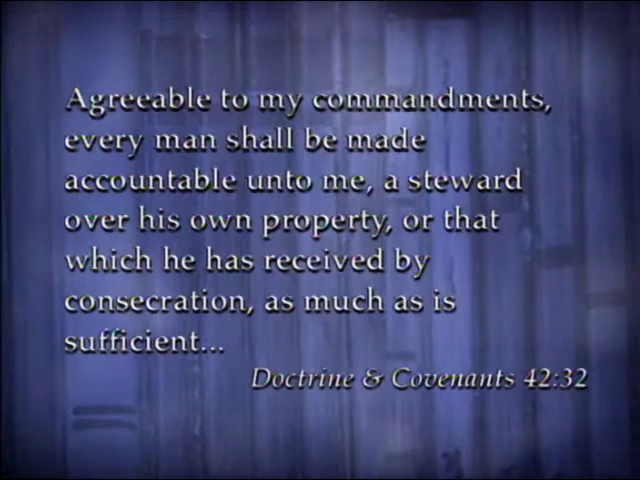 Agreeable to my commandments,
every man shall be made
accountable unto me, a steward
over his own property, or that
which he has received by
consecration, as much as is
sufficient...
Doctrine & Covenants 42:32